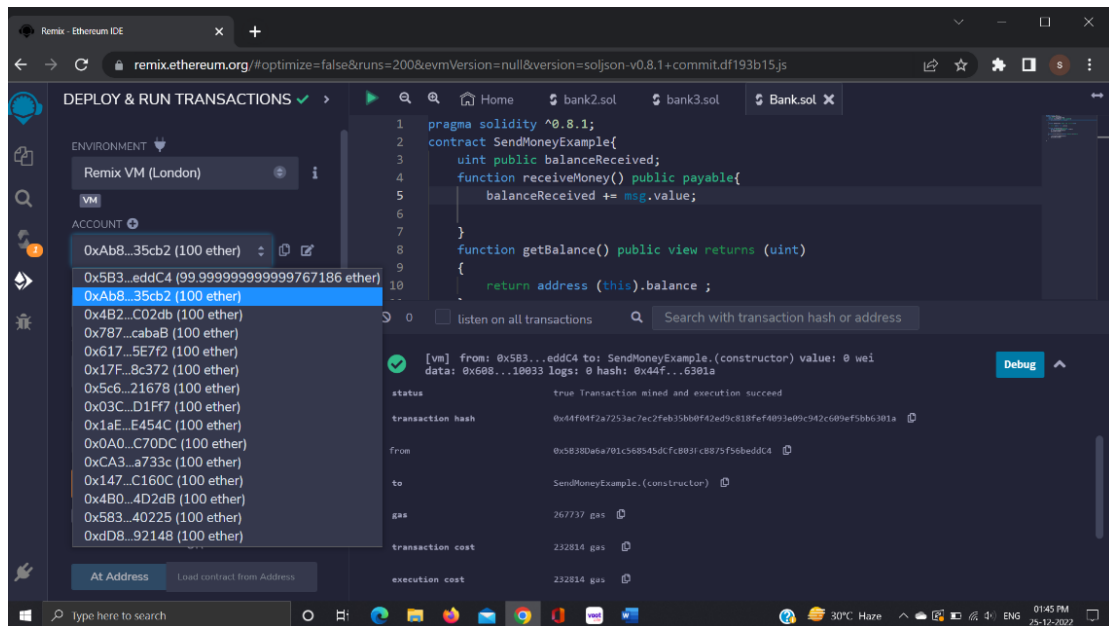 Remix - Ethereum IDE
remix.ethereum.org/#optimize=false&runs=200&evmVersion=null&version=soljson-v0.8.1+commit.df193b15.js
S
DEPLOY & RUN TRANSACTIONS
ENVIRONMENT
Remix VM (London)
i
VM
ACCOUNT
0xAb8...35cb2 (100 ether)
1
0x5B3...eddC4 (99.999999999999767186 ether)
0xAb8...35cb2 (100 ether)
0x4B2...C02db (100 ether)
0x787...cabaB (100 ether)
0x617...5E7f2 (100 ether)
0x17F...8c372 (100 ether)
0x5c6...21678 (100 ether)
0x03C...D1Ff7 (100 ether)
0x1aE...E454C (100 ether)
0x0A0...C70DC (100 ether)
0xCA3...a733c (100 ether)
0x147...C160C (100 ether)
0x4B0...4D2dB (100 ether)
0x583...40225 (100 ether)
0xdD8...92148 (100 ether)
At Address Load contract from Address
Home bank2.sol bank3.sol Bank.sol
1 pragma solidity ^0.8.1;
2 contract SendMoneyExample{
3 uint public balanceReceived;
4 function receiveMoney() public payable{
5 balanceReceived += msg.value;
6
7 }
8 function getBalance() public view returns (uint)
9 {
10 return address (this).balance ;
0 listen on all transactions Search with transaction hash or address
[vm] from: 0x5B3...eddC4 to: SendMoneyExample.(constructor) value: 0 wei
data: 0x608...10033 logs: 0 hash: 0x44f...6301a
Debug
status true Transaction mined and execution succeed
transaction hash 0x44f04f2a7253ac7ec2feb35bb0f42ed9c818fef4093e09c942c609ef5bb6301a
from 0x5B38Da6a701c568545dCfcB03FcB875f56beddC4
to SendMoneyExample.(constructor)
gas 267737 gas
transaction cost 232814 gas
execution cost 232814 gas
Type here to search
voot
30°C Haze
ENG
01:45 PM
25-12-2022